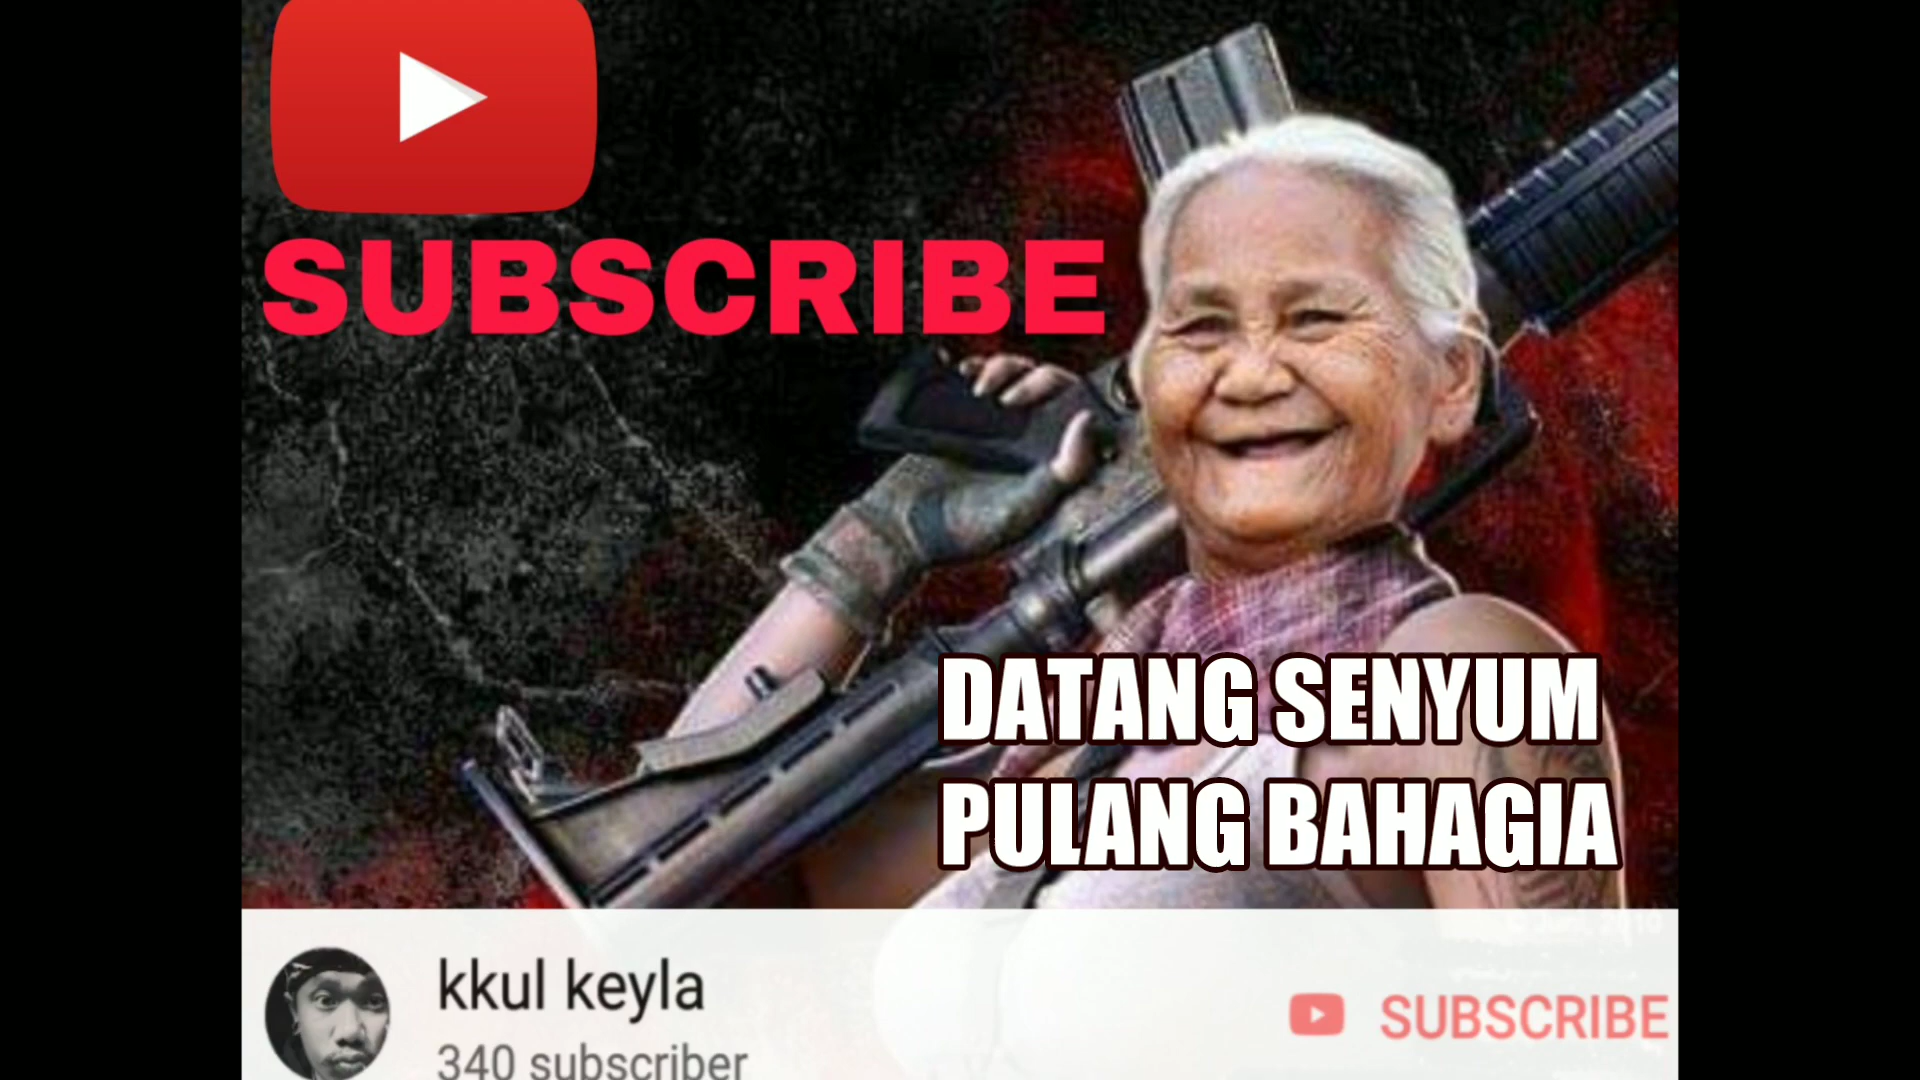 SUBSCRIBE
DATANG SENYUM
PULANG BAHAGIA
kkul keyla
340 subscriber
SUBSCRIBE